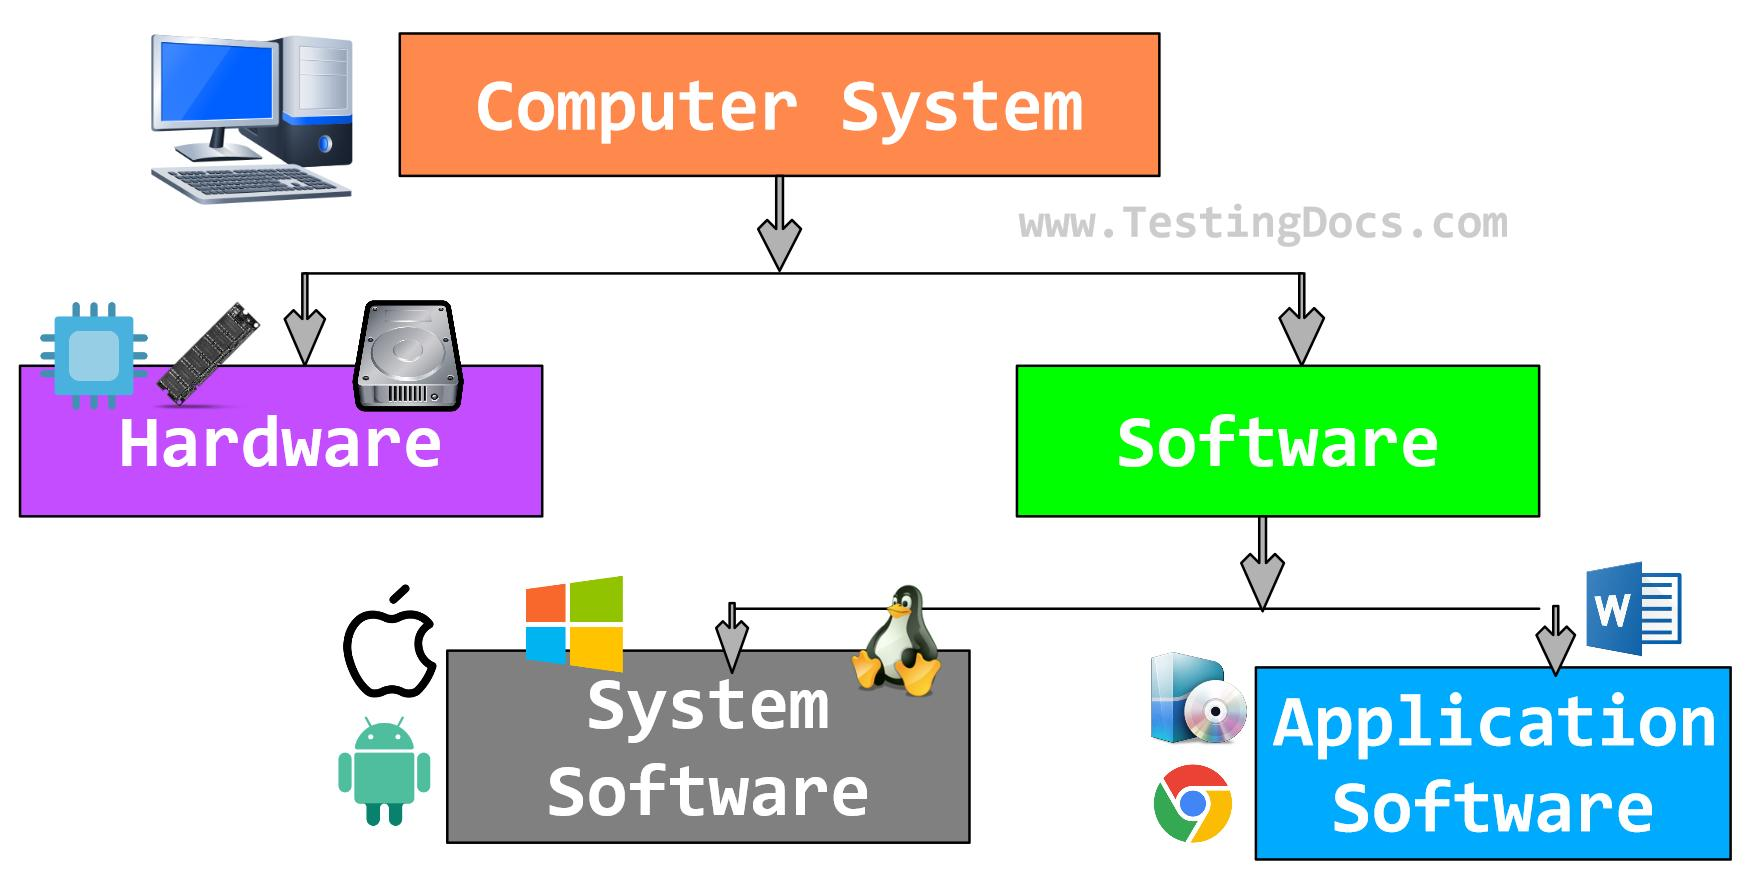 Computer System
www.TestingDocs.com
Hardware
Software
W
System
Software
Application
Software